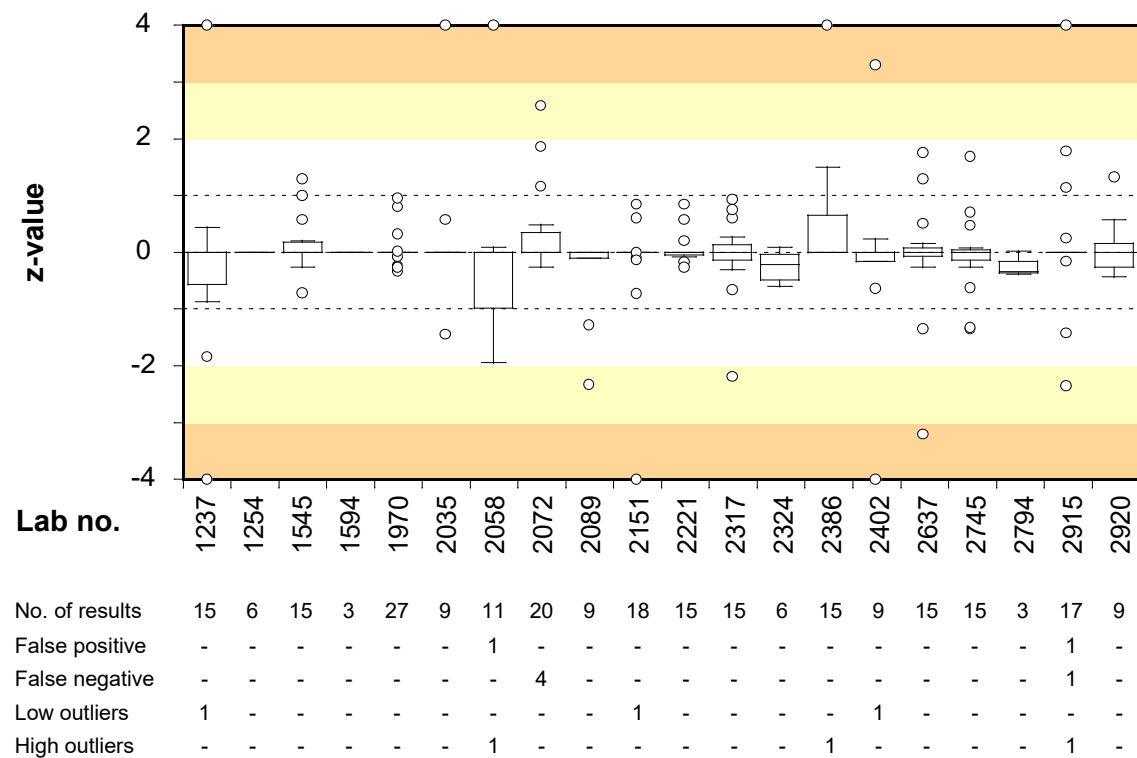 4
2
0
-2
-4
z-value
Lab no.
1237 1254 1545 1594 1970 2035 2058 2072 2089 2151 2221 2317 2324 2386 2402 2637 2745 2794 2915 2920
No. of results 15 6 15 3 27 9 11 20 9 18 15 15 6 15 9 15 15 3 17 9
False positive - - - - - - 1 - - - - - - - - - - - 1 -
False negative - - - - - - - 4 - - - - - - - - - - 1 -
Low outliers 1 - - - - - - - - 1 - - - - 1 - - - - -
High outliers - - - - - - 1 - - - - - - 1 - - - - 1 -